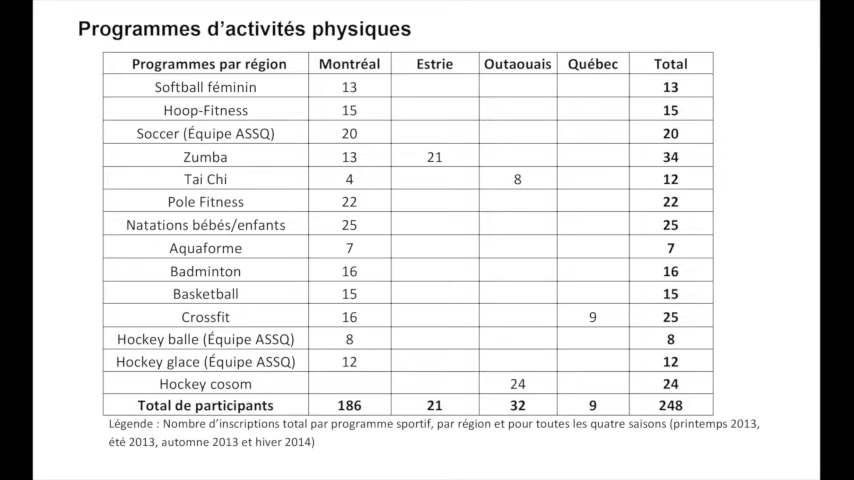 Programmes d’activités physiques
Programmes par région Montréal Estrie Outaouais Québec Total
Softball féminin 13 13
Hoop-Fitness 15 15
Soccer (Équipe ASSQ) 20 20
Zumba 13 21 34
Tai Chi 4 8 12
Pole Fitness 22 22
Natations bébés/enfants 25 25
Aquaforme 7 7
Badminton 16 16
Basketball 15 15
Crossfit 16 9 25
Hockey balle (Équipe ASSQ) 8 8
Hockey glace (Équipe ASSQ) 12 12
Hockey cosom 24 24
Total de participants 186 21 32 9 248
Légende : Nombre d’inscriptions total par programme sportif, par région et pour toutes les quatre saisons (printemps 2013,
été 2013, automne 2013 et hiver 2014)